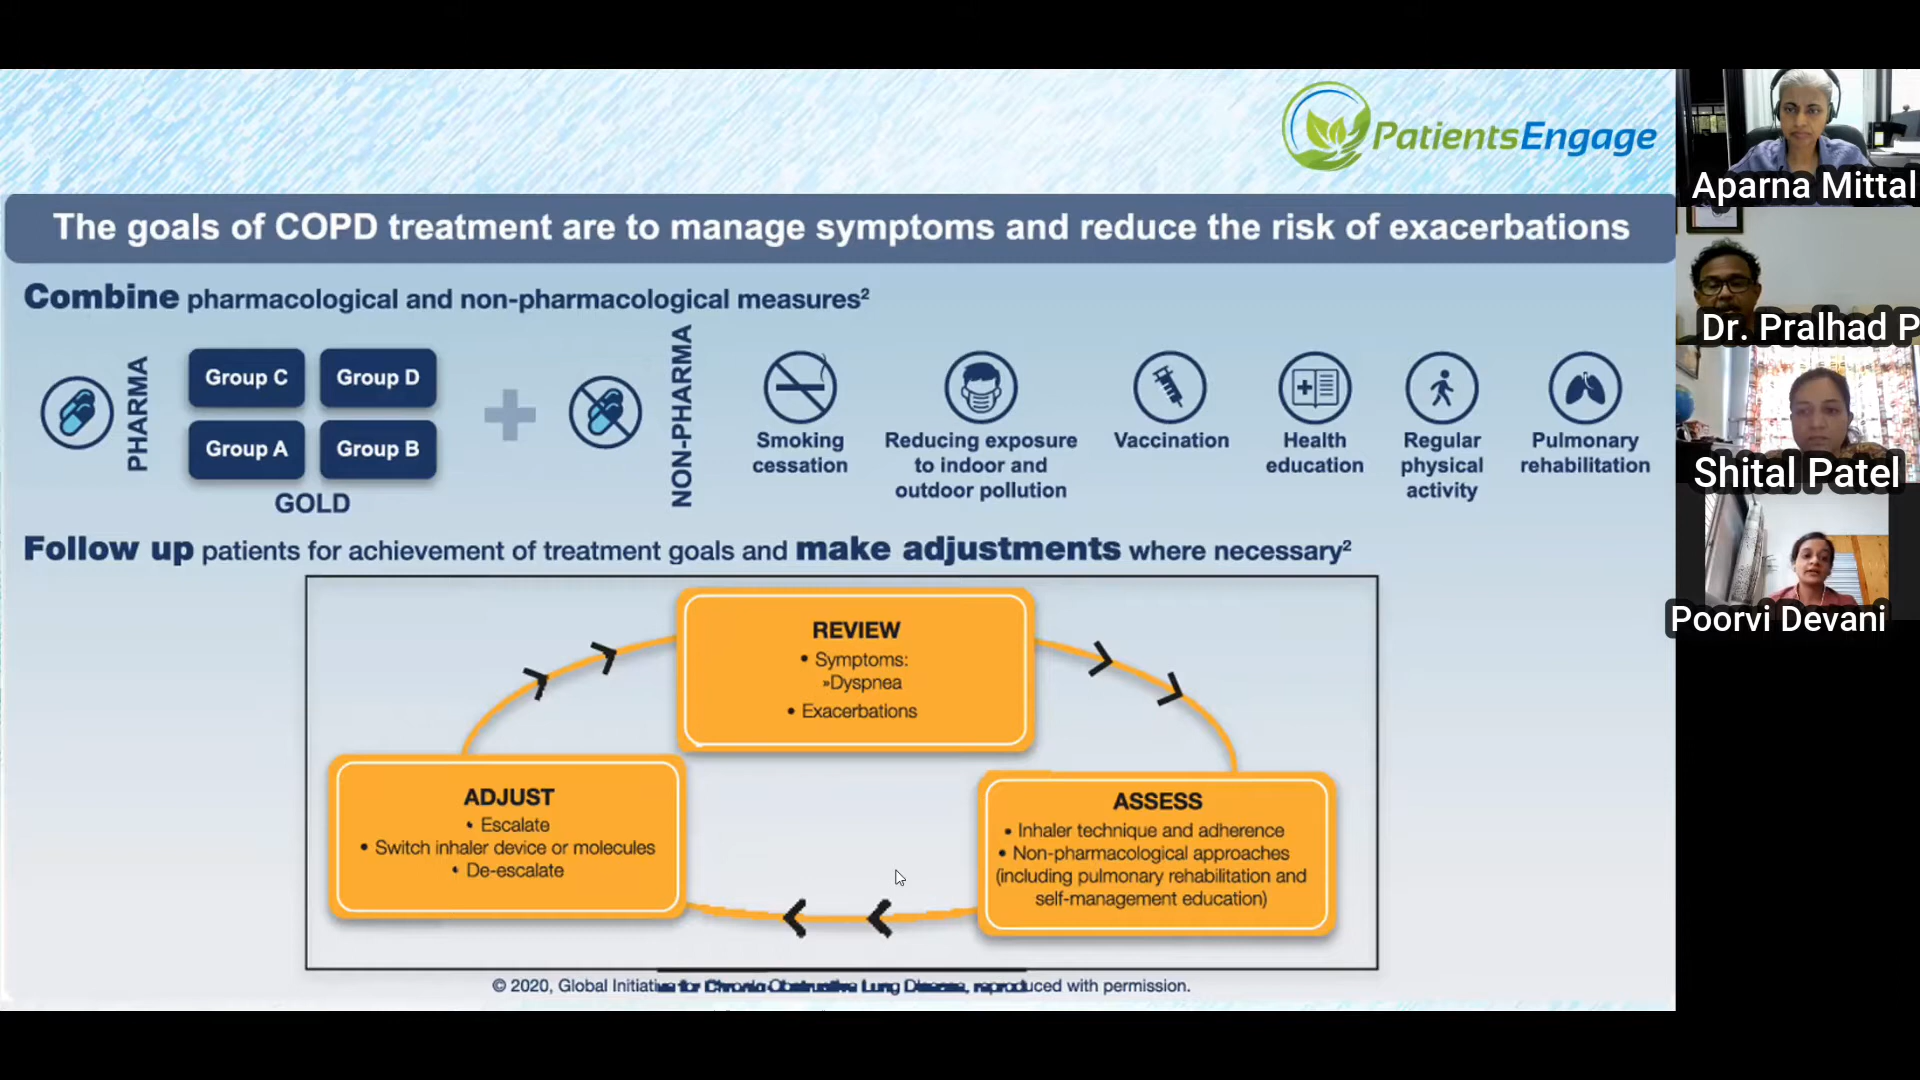 PatientsEngage
The goals of COPD treatment are to manage symptoms and reduce the risk of exacerbations
Combine pharmacological and non-pharmacological measures²
PHARMA
Group C
Group D
Group A
Group B
GOLD
NON-PHARMA
Smoking
cessation
Reducing exposure
to indoor and
outdoor pollution
Vaccination
Health
education
Regular
physical
activity
Pulmonary
rehabilitation
Follow up patients for achievement of treatment goals and make adjustments where necessary²
REVIEW
• Symptoms:
»Dyspnea
• Exacerbations
ADJUST
• Escalate
• Switch inhaler device or molecules
• De-escalate
ASSESS
• Inhaler technique and adherence
• Non-pharmacological approaches
(including pulmonary rehabilitation and
self-management education)
© 2020, Global Initiative for Chronic Obstructive Lung Disease, reproduced with permission.
Aparna Mittal
Dr. Pralhad P
Shital Patel
Poorvi Devani